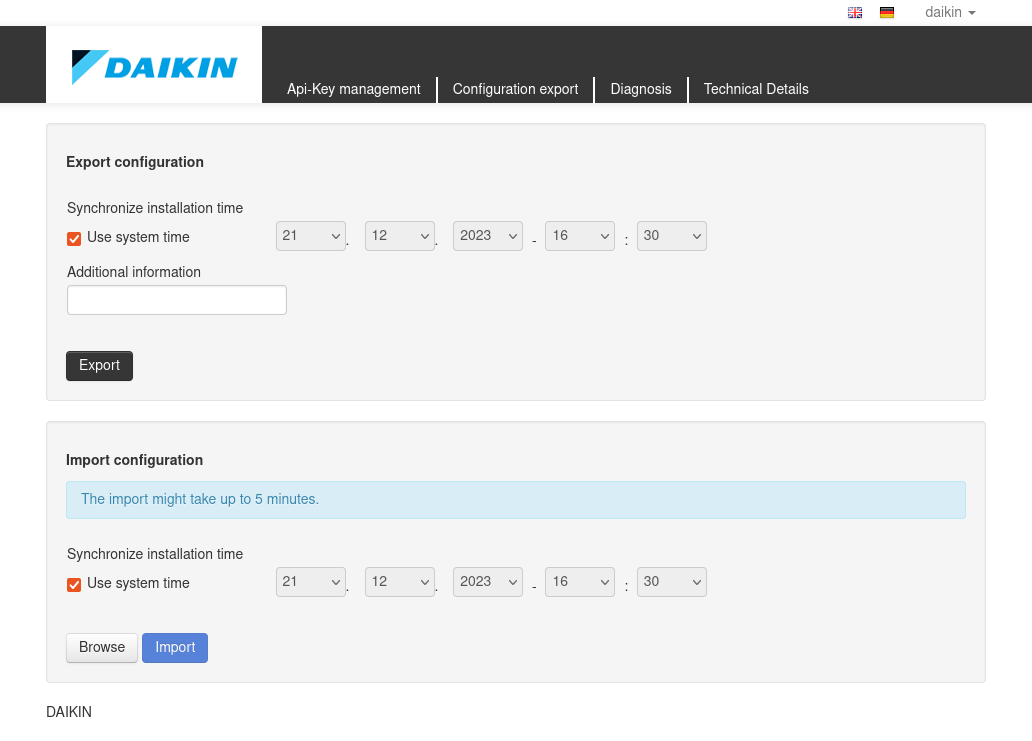 daikin
DAIKIN
Api-Key management Configuration export Diagnosis Technical Details
Export configuration
Synchronize installation time
Use system time 21 . 12 . 2023 - 16 : 30
Additional information
Export
Import configuration
The import might take up to 5 minutes.
Synchronize installation time
Use system time 21 . 12 . 2023 - 16 : 30
Browse Import
DAIKIN